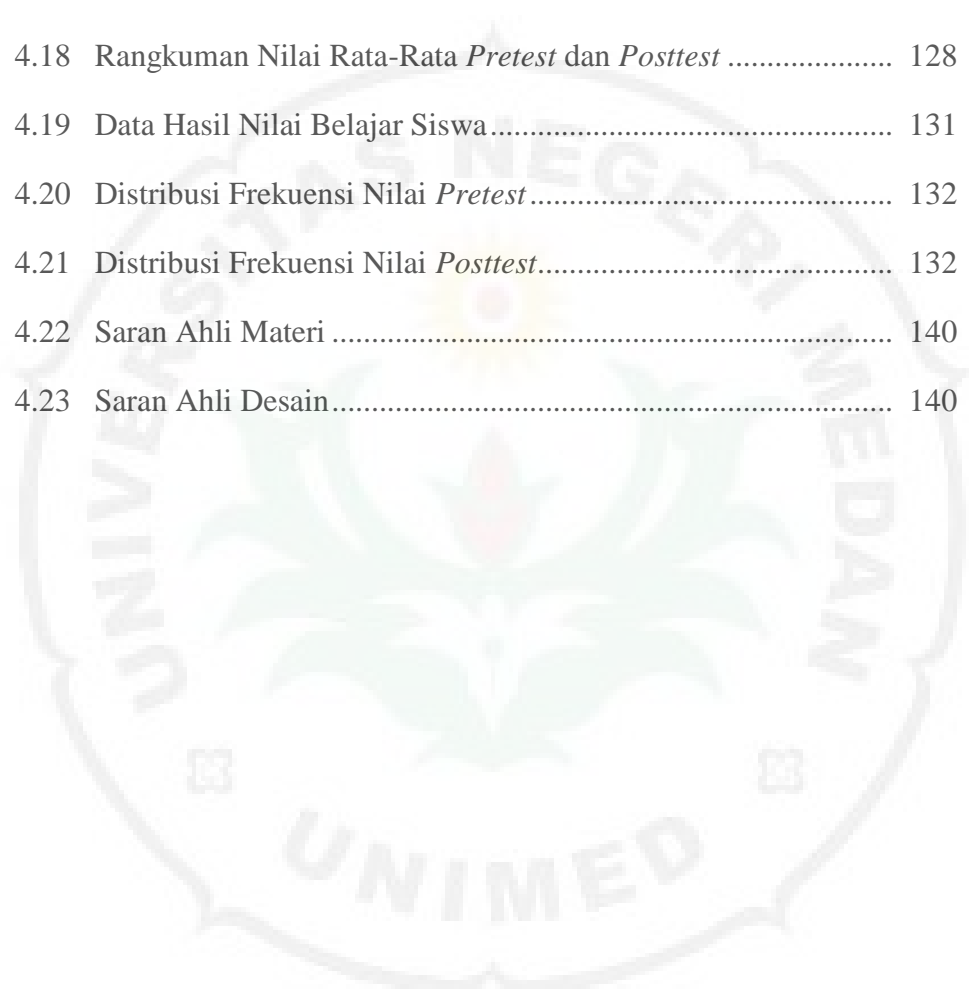 4.18 Rangkuman Nilai Rata-Rata Pretest dan Posttest .................... 128
4.19 Data Hasil Nilai Belajar Siswa ................................................ 131
4.20 Distribusi Frekuensi Nilai Pretest ........................................... 132
4.21 Distribusi Frekuensi Nilai Posttest .......................................... 132
4.22 Saran Ahli Materi .................................................................... 140
4.23 Saran Ahli Desain .................................................................... 140
UNIVERSITAS NEGERI MEDAN
UNIMED